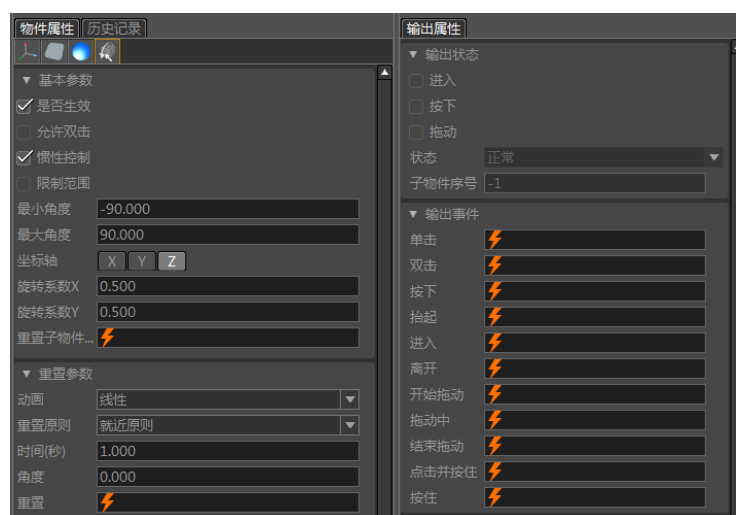 物件属性 历史记录
基本参数
是否生效
允许双击
惯性控制
限制范围
最小角度 -90.000
最大角度 90.000
坐标轴 X Y Z
旋转系数X 0.500
旋转系数Y 0.500
重置子物件...
重置参数
动画 线性
重置原则 就近原则
时间(秒) 1.000
角度 0.000
重置
输出属性
输出状态
进入
按下
拖动
状态 正常
子物件序号 -1
输出事件
单击
双击
按下
抬起
进入
离开
开始拖动
拖动中
结束拖动
点击并按住
按住